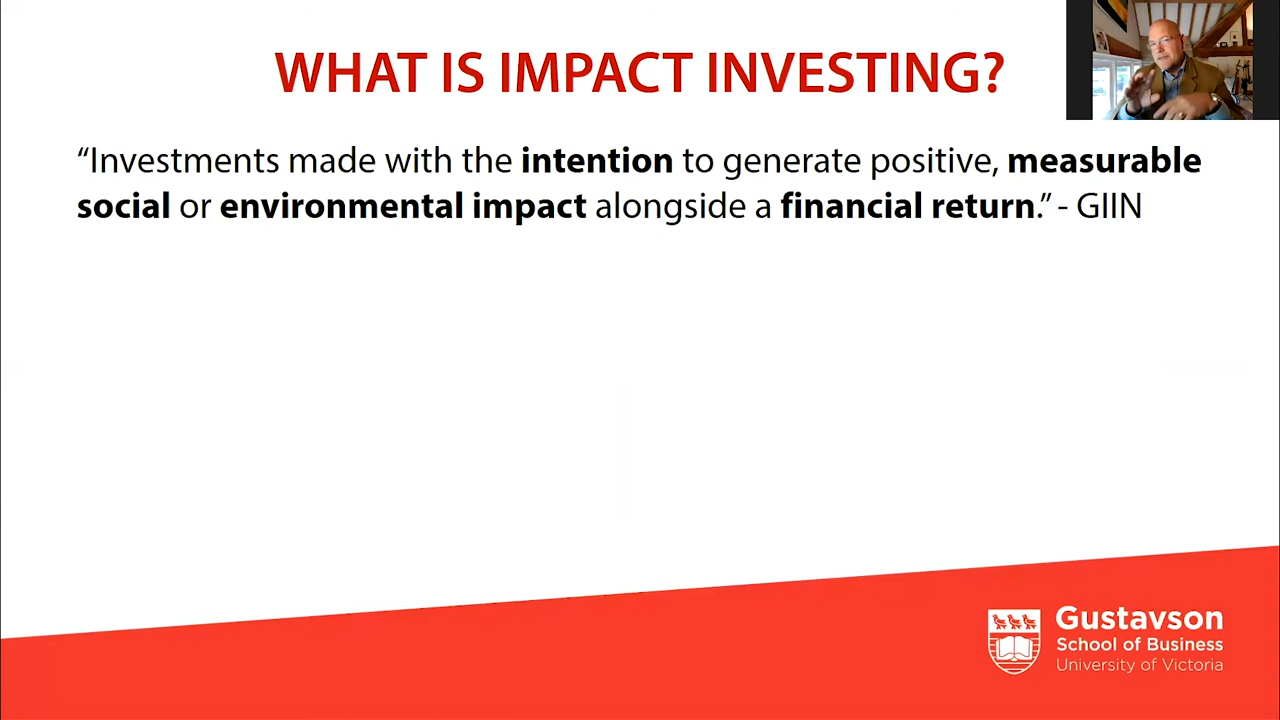 WHAT IS IMPACT INVESTING?
“Investments made with the intention to generate positive, measurable
social or environmental impact alongside a financial return.” - GIIN
Gustavson
School of Business
University of Victoria